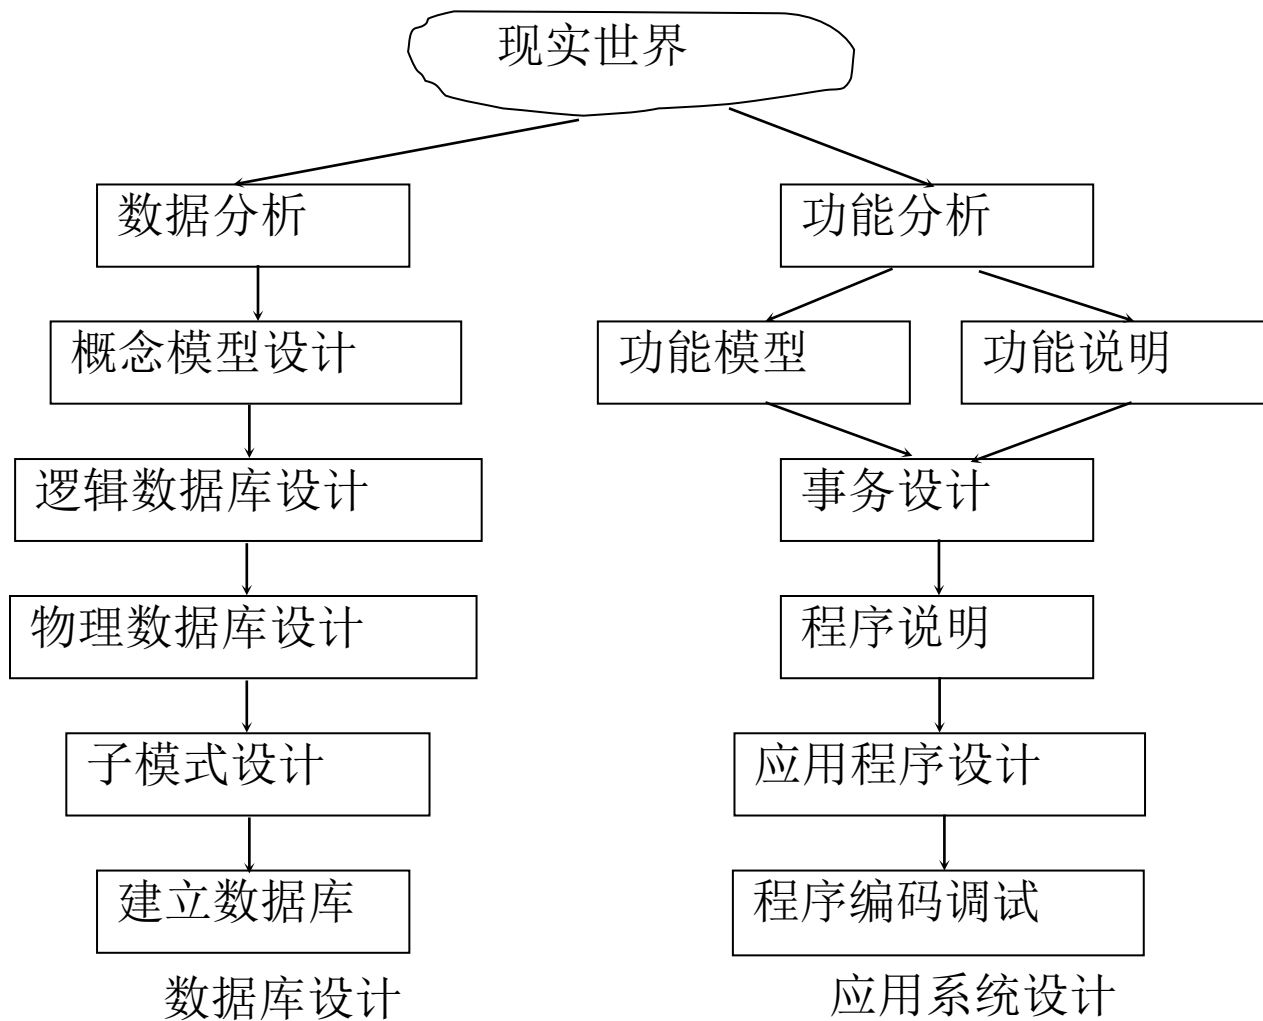 现实世界
数据分析
功能分析
概念模型设计
功能模型
功能说明
逻辑数据库设计
事务设计
物理数据库设计
程序说明
子模式设计
应用程序设计
建立数据库
程序编码调试
数据库设计
应用系统设计